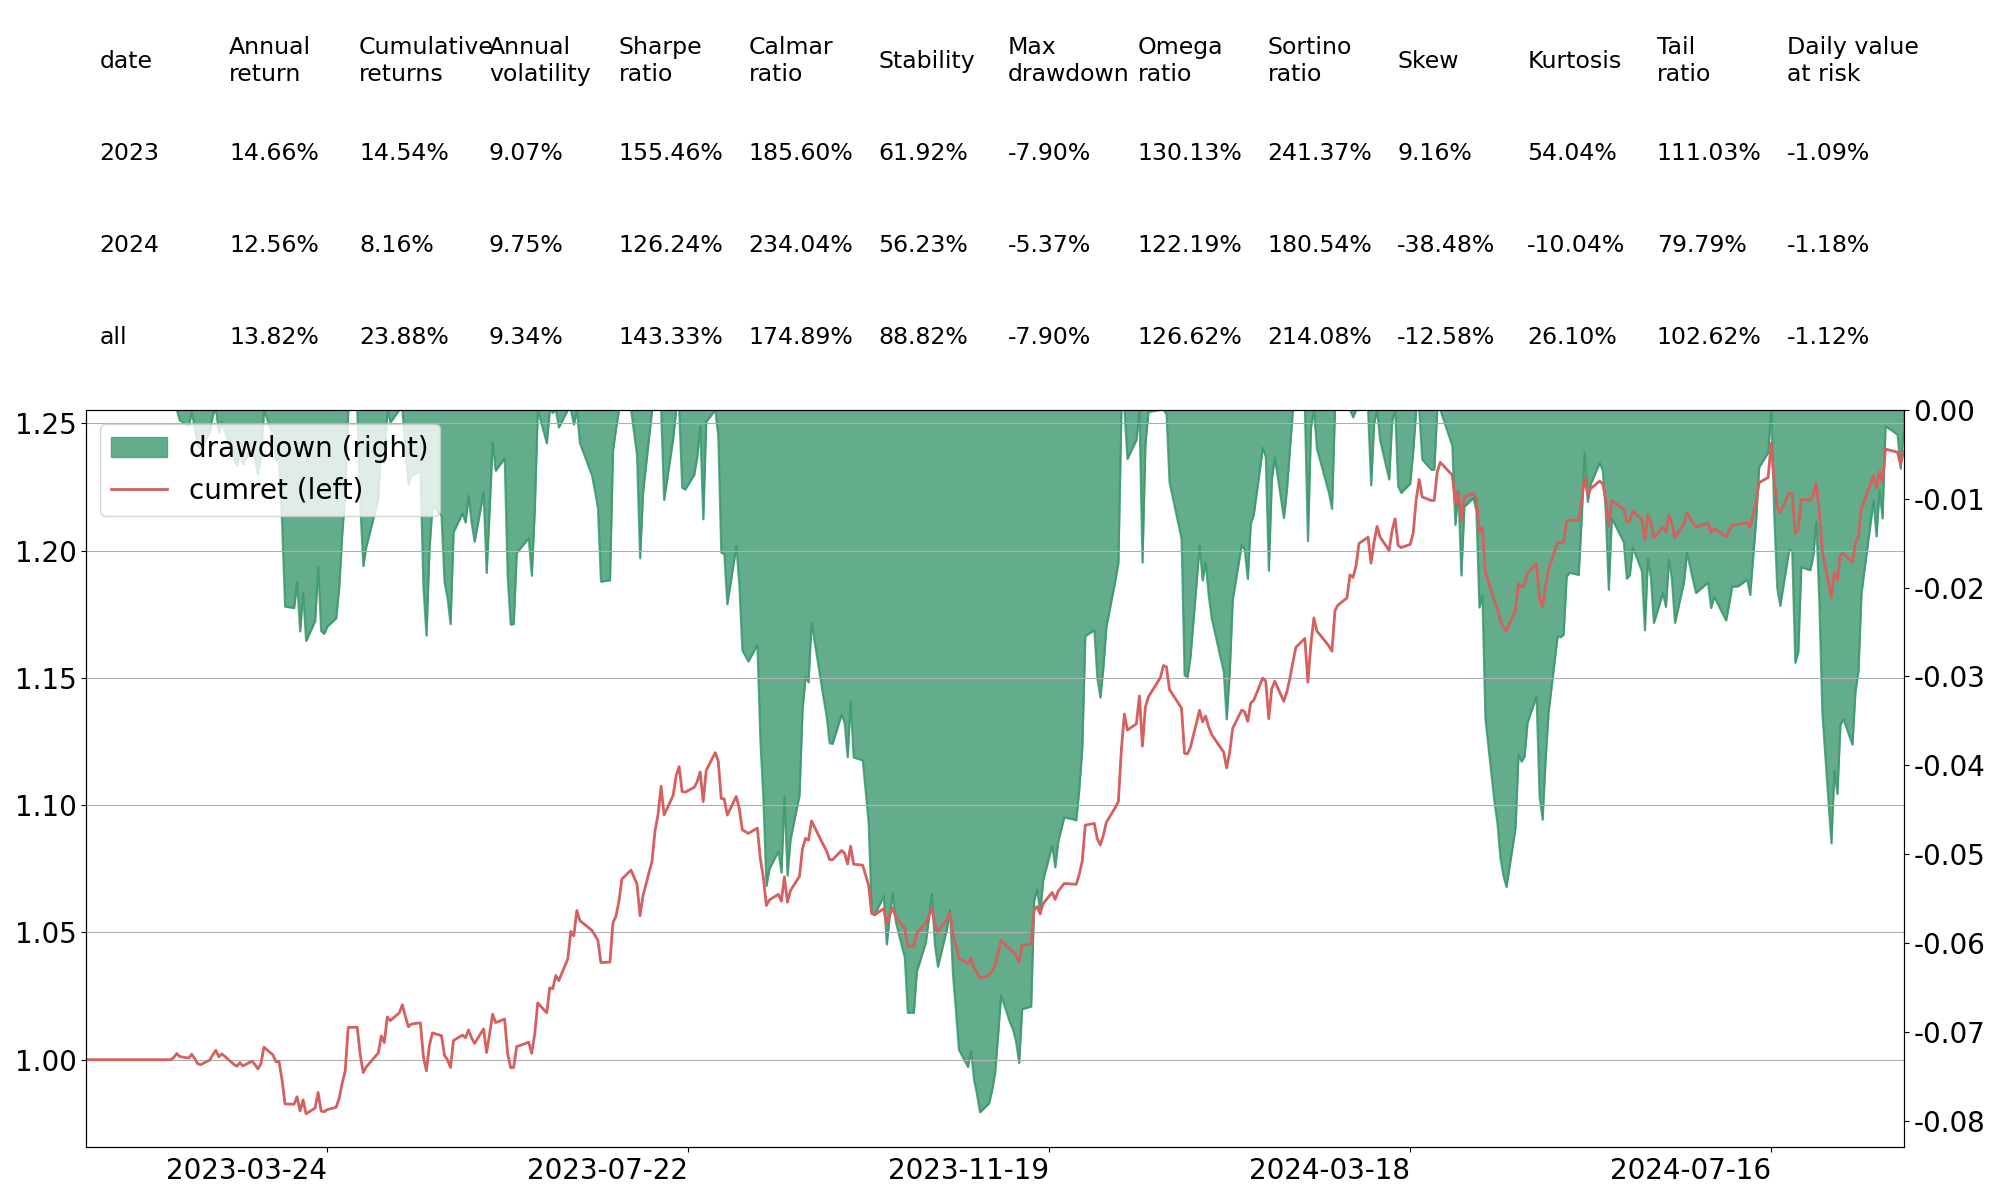 date Annual return Cumulative returns Annual volatility Sharpe ratio Calmar ratio Stability Max drawdown Omega ratio Sortino ratio Skew Kurtosis Tail ratio Daily value at risk
2023 14.66% 14.54% 9.07% 155.46% 185.60% 61.92% -7.90% 130.13% 241.37% 9.16% 54.04% 111.03% -1.09%
2024 12.56% 8.16% 9.75% 126.24% 234.04% 56.23% -5.37% 122.19% 180.54% -38.48% -10.04% 79.79% -1.18%
all 13.82% 23.88% 9.34% 143.33% 174.89% 88.82% -7.90% 126.62% 214.08% -12.58% 26.10% 102.62% -1.12%
drawdown (right)
cumret (left)
1.25
1.20
1.15
1.10
1.05
1.00
0.00
-0.01
-0.02
-0.03
-0.04
-0.05
-0.06
-0.07
-0.08
2023-03-24 2023-07-22 2023-11-19 2024-03-18 2024-07-16